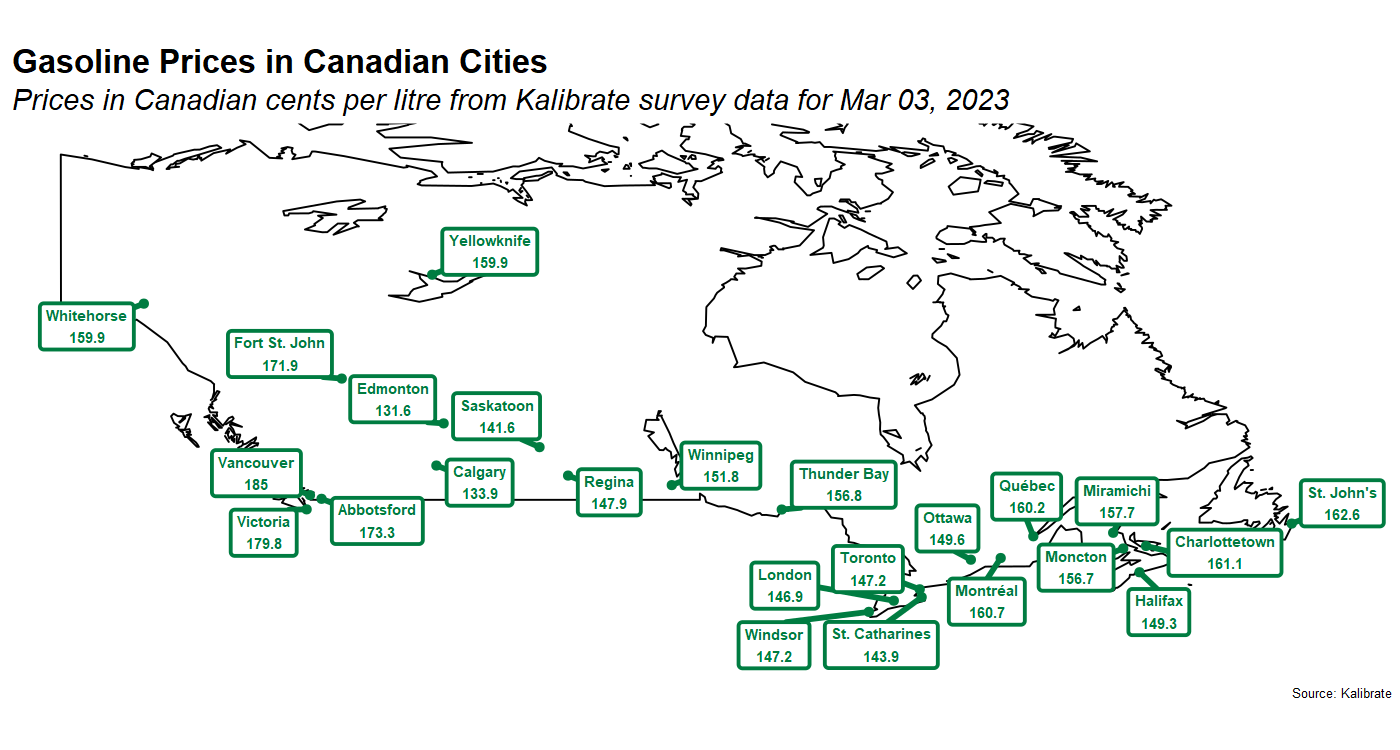 Gasoline Prices in Canadian Cities
Prices in Canadian cents per litre from Kalibrate survey data for Mar 03, 2023
Yellowknife
159.9
Whitehorse
159.9
Fort St. John
171.9
Edmonton
131.6
Saskatoon
141.6
Vancouver
185
Victoria
179.8
Abbotsford
173.3
Calgary
133.9
Regina
147.9
Winnipeg
151.8
Thunder Bay
156.8
Ottawa
149.6
Québec
160.2
Miramichi
157.7
St. John's
162.6
Toronto
147.2
London
146.9
Windsor
147.2
St. Catharines
143.9
Montréal
160.7
Moncton
156.7
Charlottetown
161.1
Halifax
149.3
Source: Kalibrate